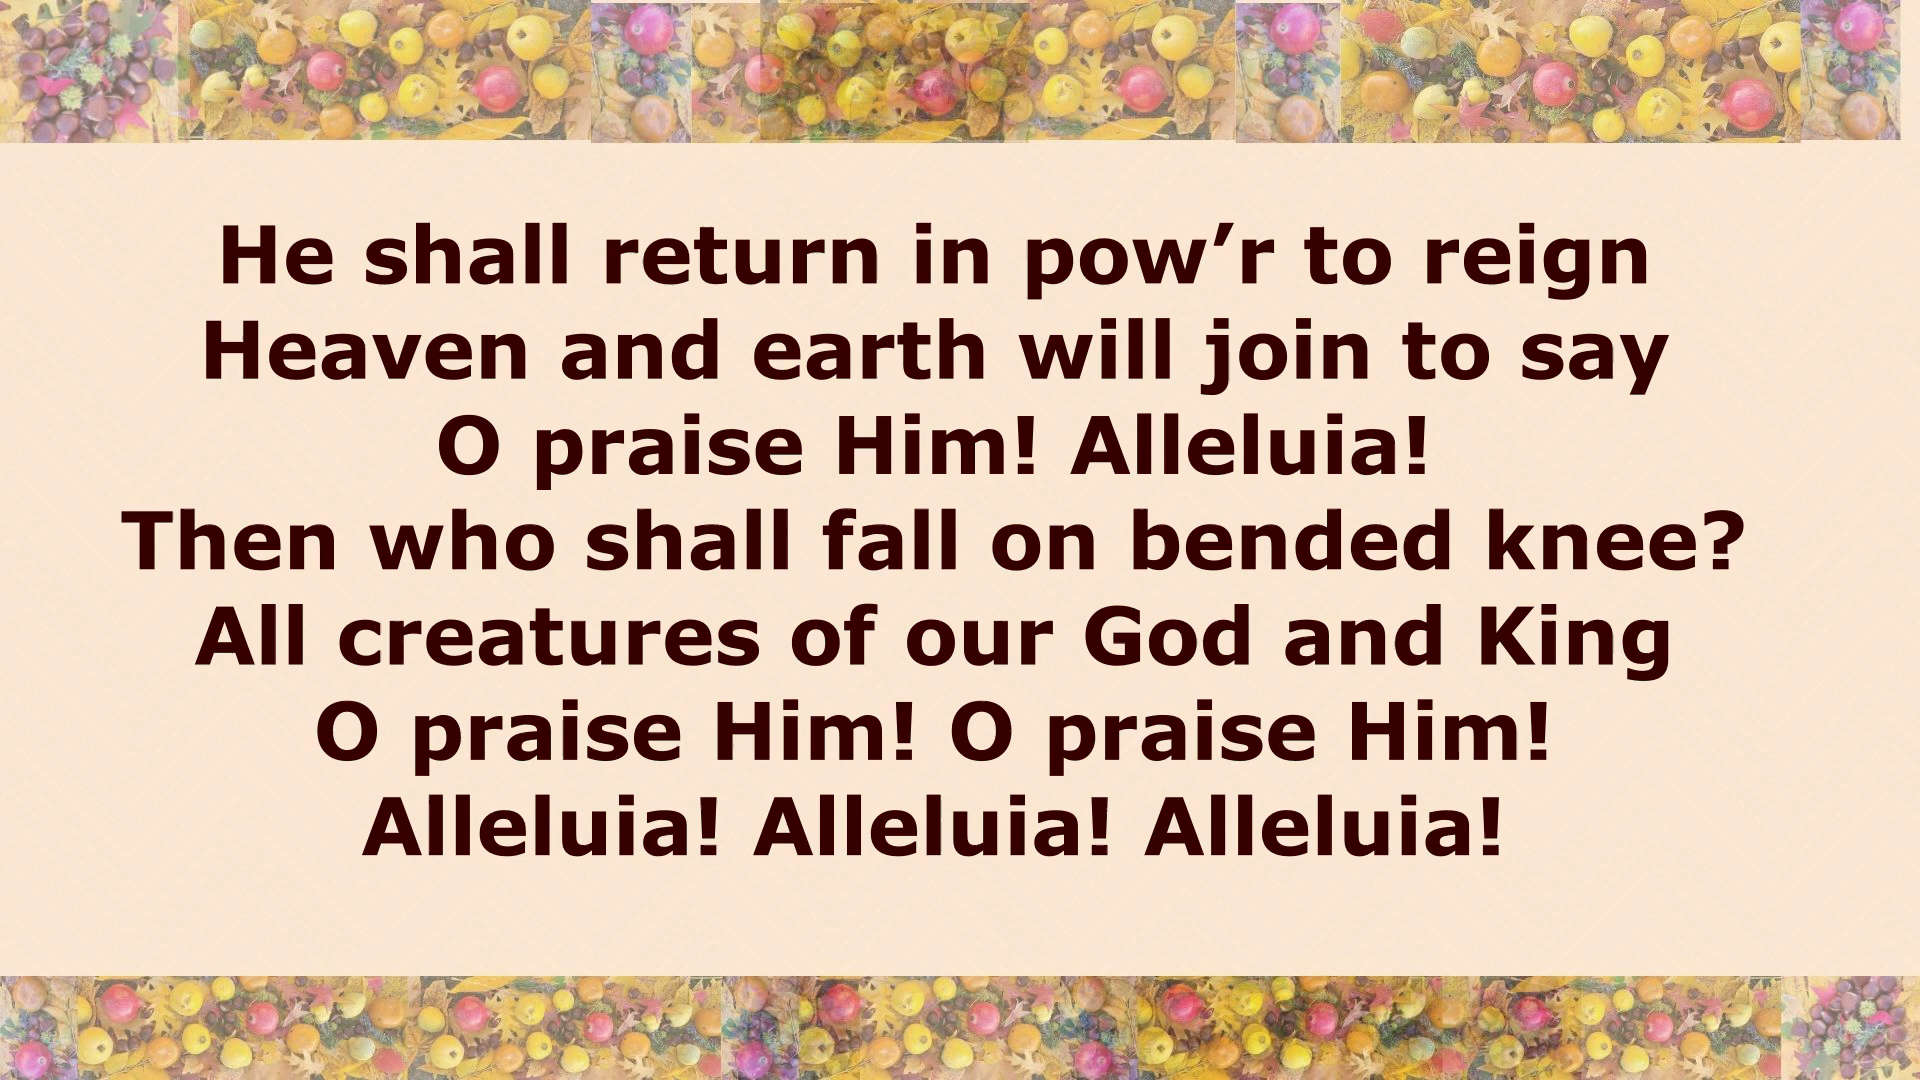 He shall return in pow’r to reign
Heaven and earth will join to say
O praise Him! Alleluia!
Then who shall fall on bended knee?
All creatures of our God and King
O praise Him! O praise Him!
Alleluia! Alleluia! Alleluia!